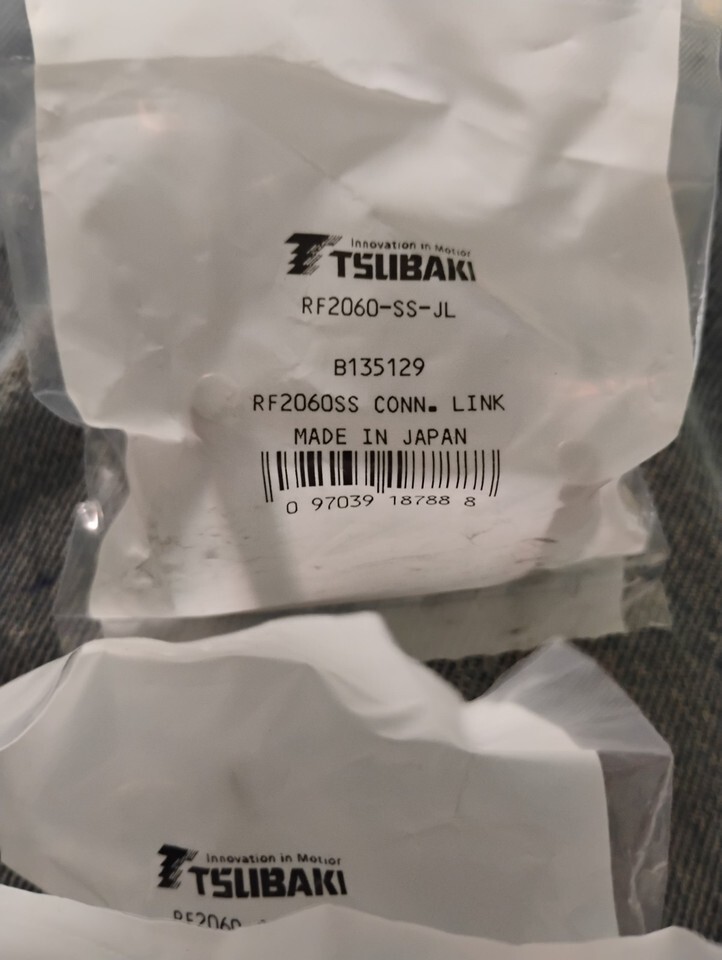 Innovation in Motion
TSUBAKI
RF2060-SS-JL
B135129
RF2060SS CONN. LINK
MADE IN JAPAN
0 97039 18788 8
Innovation in Motion
TSUBAKI
RF2060